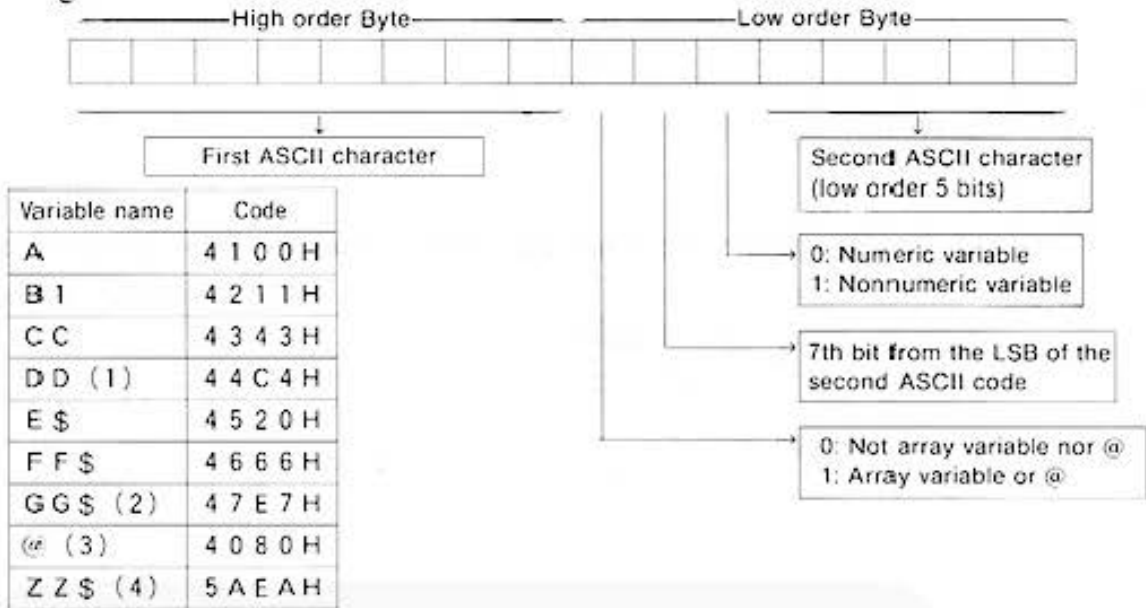 High order Byte Low order Byte
First ASCII character
Second ASCII character
(low order 5 bits)
0: Numeric variable
1: Nonnumeric variable
7th bit from the LSB of the
second ASCII code
0: Not array variable nor @
1: Array variable or @
Variable name Code
A 4100H
B1 4211H
CC 4343H
DD (1) 44C4H
E$ 4520H
FF$ 4666H
GG$ (2) 47E7H
@ (3) 4080H
ZZ$ (4) 5AEAH